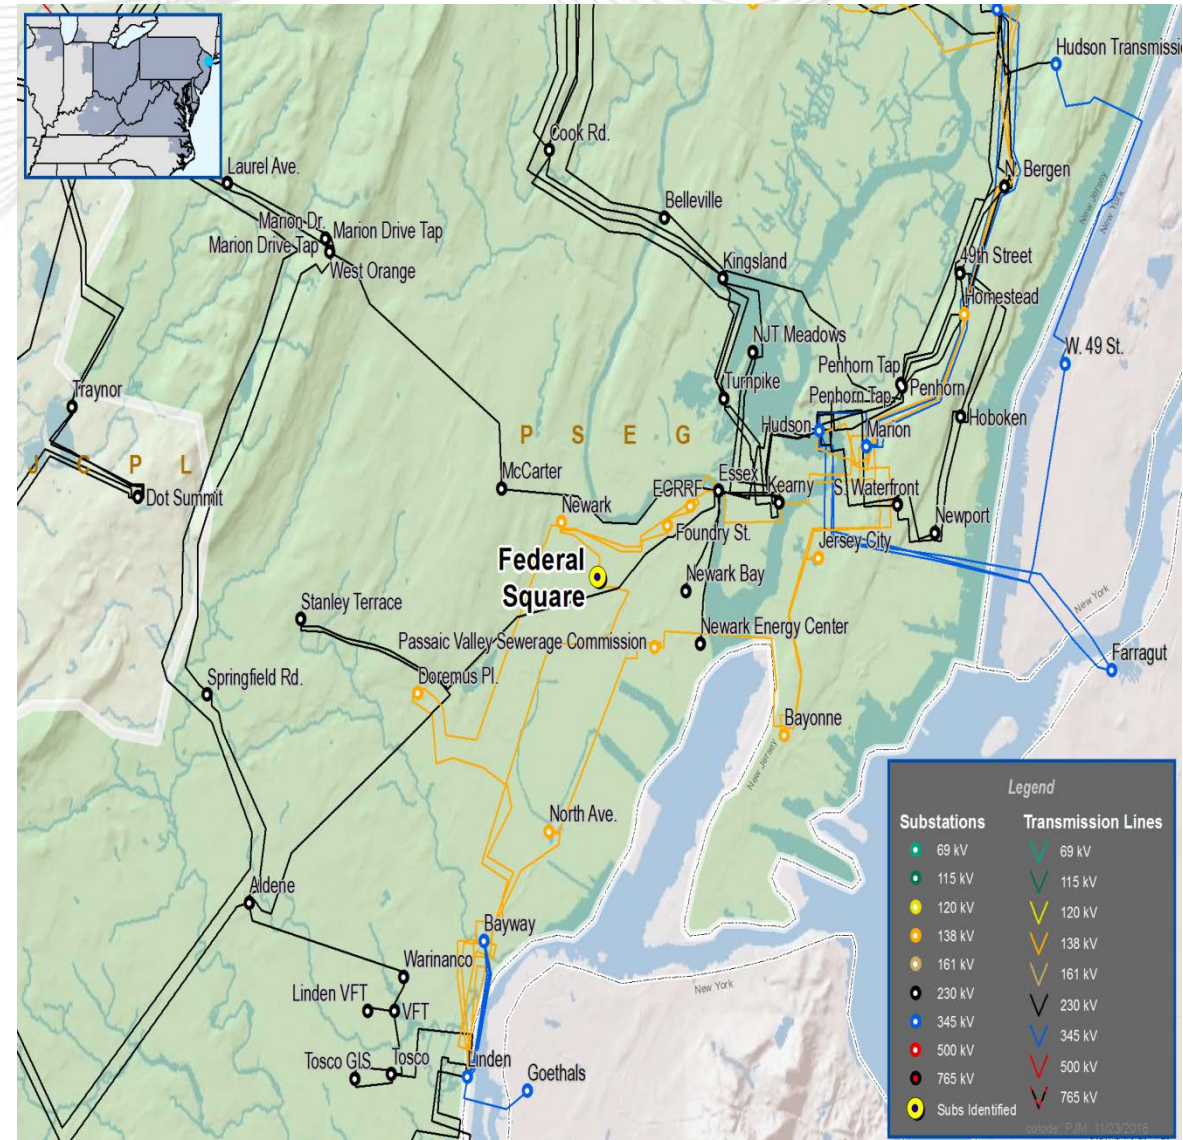 Hudson Transmissi
Cook Rd.
Laurel Ave.
N. Bergen
Belleville
New Jersey
New York
Marion Dr.
Marion Drive Tap
Marion Drive Tap
West Orange
Kingsland
49th Street
Homestead
NJT Meadows
W. 49 St.
Penhorn Tap
Traynor
Turnpike
Penhorn
Penhorn Tap
Hudson
Marion
Hoboken
P S E G
J C P L
McCarter
Essex
Dot Summit
ECRRF
Kearny
S. Waterfront
Newark
Foundry St.
Newport
Jersey City
Federal
Square
Newark Bay
New York
Stanley Terrace
Newark Energy Center
Passaic Valley Sewerage Commission
Farragut
Doremus Pl.
Springfield Rd.
Bayonne
New Jersey
North Ave.
Aldene
Bayway
Warinanco
New York
Linden VFT
VFT
Tosco GIS
Tosco
Linden
Goethals
Legend
Substations
69 kV
115 kV
120 kV
138 kV
161 kV
230 kV
345 kV
500 kV
765 kV
Subs Identified
Transmission Lines
69 kV
115 kV
120 kV
138 kV
161 kV
230 kV
345 kV
500 kV
765 kV
colode: PJM 11/23/2018